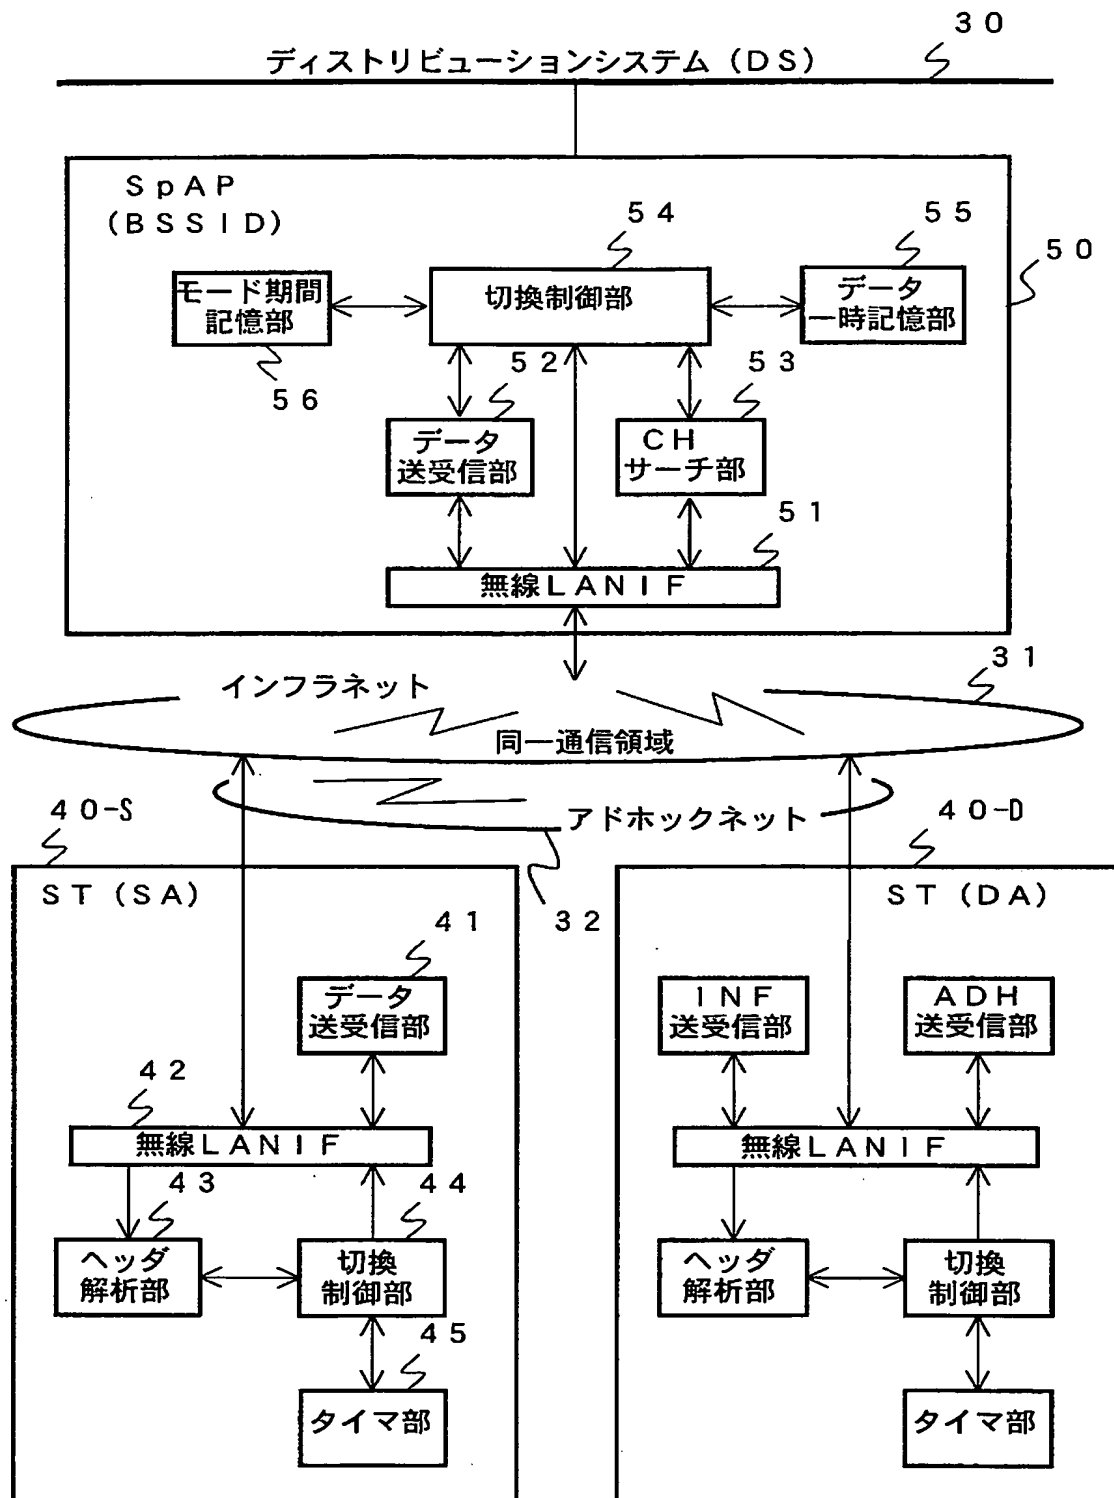 30
ディストリビューションシステム(DS)
SpAP
(BSSID)
54
55
50
モード期間
記憶部
切換制御部
データ
一時記憶部
56
52
53
データ
送受信部
CH
サーチ部
51
無線LANIF
31
インフラネット
同一通信領域
40-S
アドホックネット
40-D
ST(SA)
32
ST(DA)
41
データ
送受信部
INF
送受信部
ADH
送受信部
42
無線LANIF
無線LANIF
43
44
ヘッダ
解析部
切換
制御部
ヘッダ
解析部
切換
制御部
45
タイマ部
タイマ部